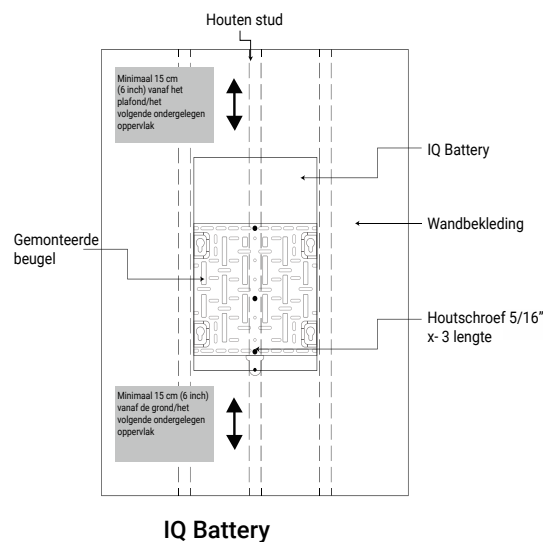 Houten stud
Minimaal 15 cm
(6 inch) vanaf het
plafond/het
volgende ondergelegen
oppervlak
IQ Battery
Wandbekleding
Gemonteerde
beugel
Houtschroef 5/16”
x- 3 lengte
Minimaal 15 cm (6 inch)
vanaf de grond/het
volgende ondergelegen
oppervlak
IQ Battery